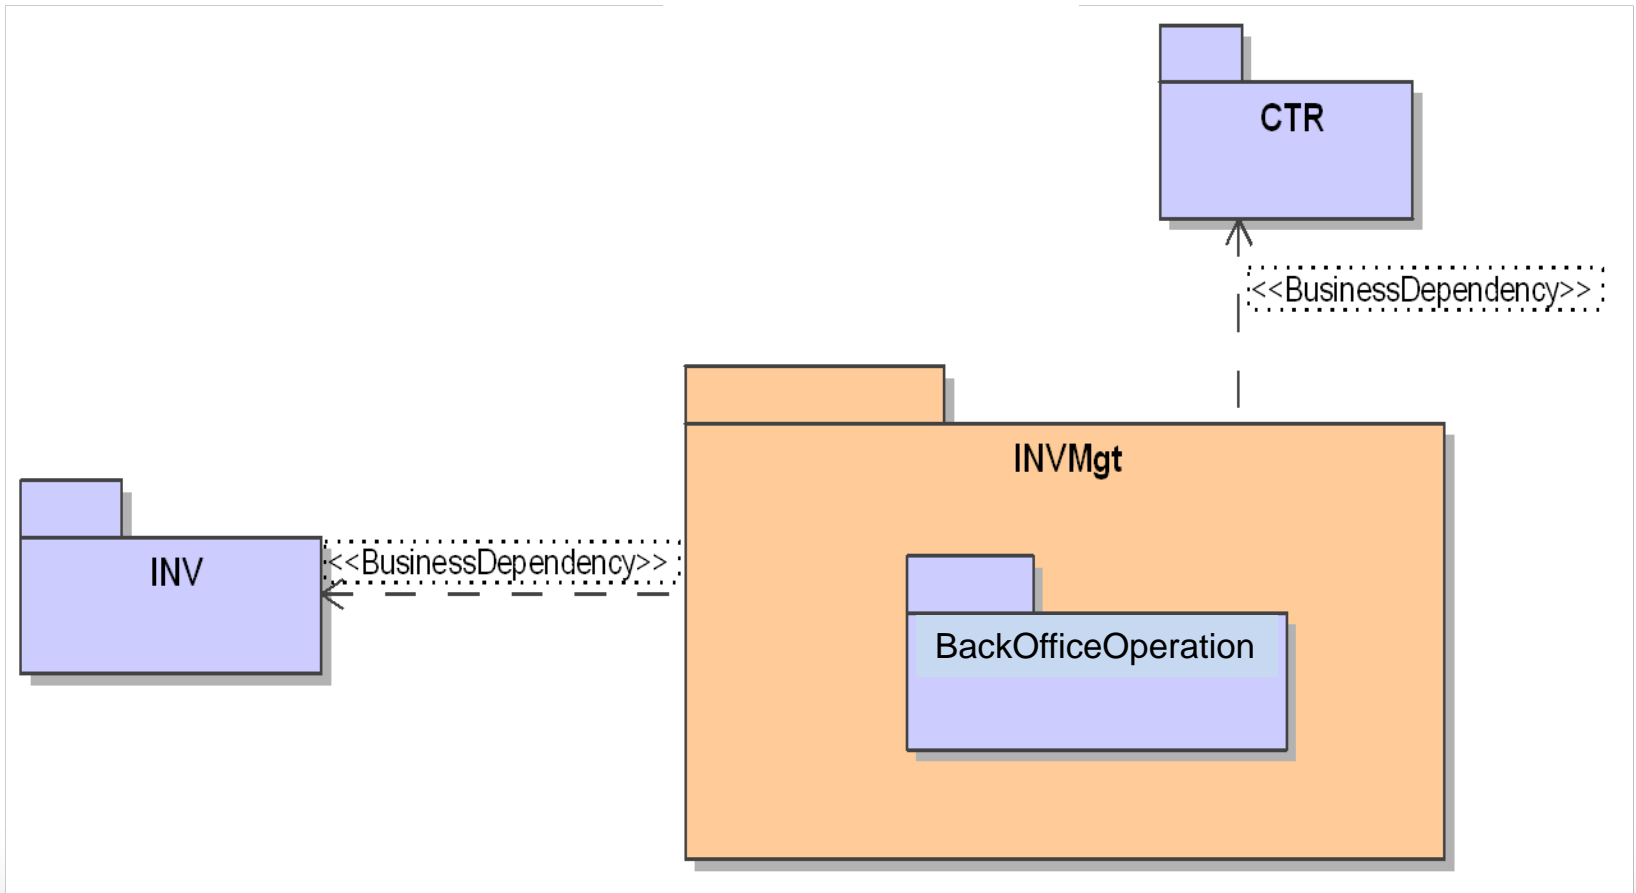 CTR
<<BusinessDependency>>
INVMgt
INV
<<BusinessDependency>>
BackOfficeOperation